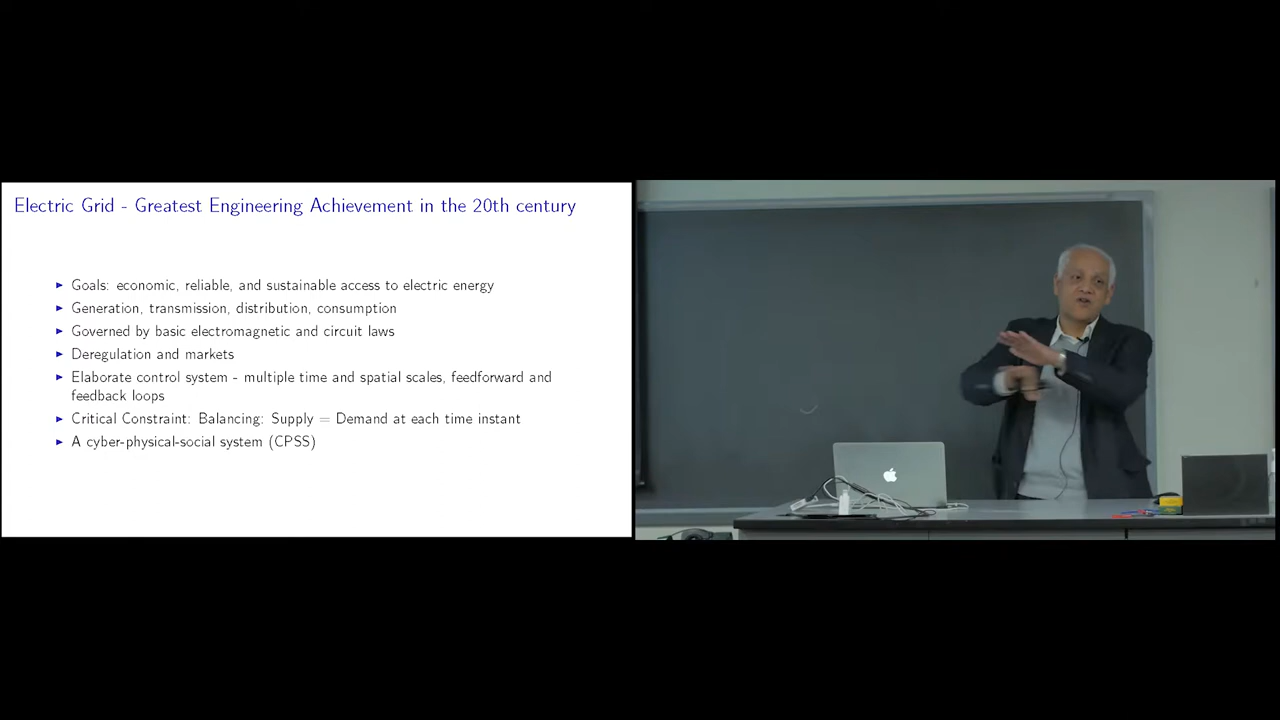 Electric Grid - Greatest Engineering Achievement in the 20th century
▶ Goals: economic, reliable, and sustainable access to electric energy
▶ Generation, transmission, distribution, consumption
▶ Governed by basic electromagnetic and circuit laws
▶ Deregulation and markets
▶ Elaborate control system - multiple time and spatial scales, feedforward and
feedback loops
▶ Critical Constraint: Balancing: Supply = Demand at each time instant
▶ A cyber-physical-social system (CPSS)